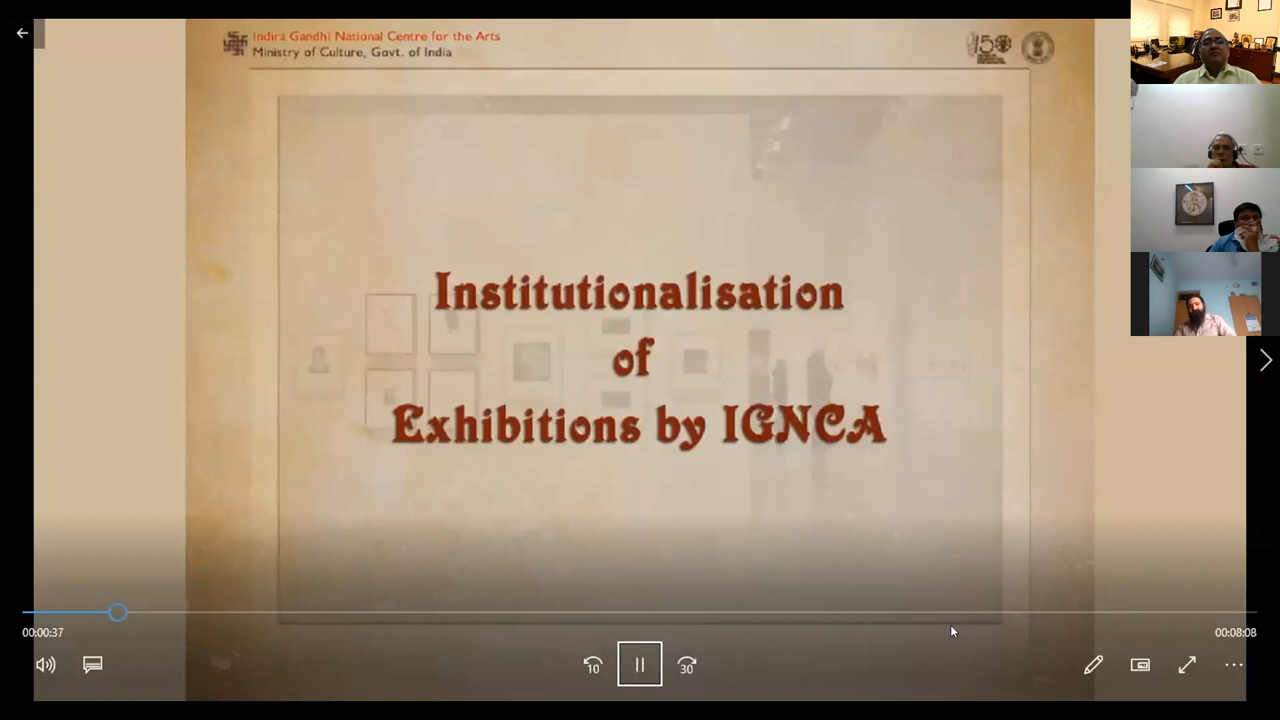 Indira Gandhi National Centre for the Arts
Ministry of Culture, Govt. of India
150
Institutionalisation
of
Exhibitions by IGNCA
00:00:37
00:08:08
10
30